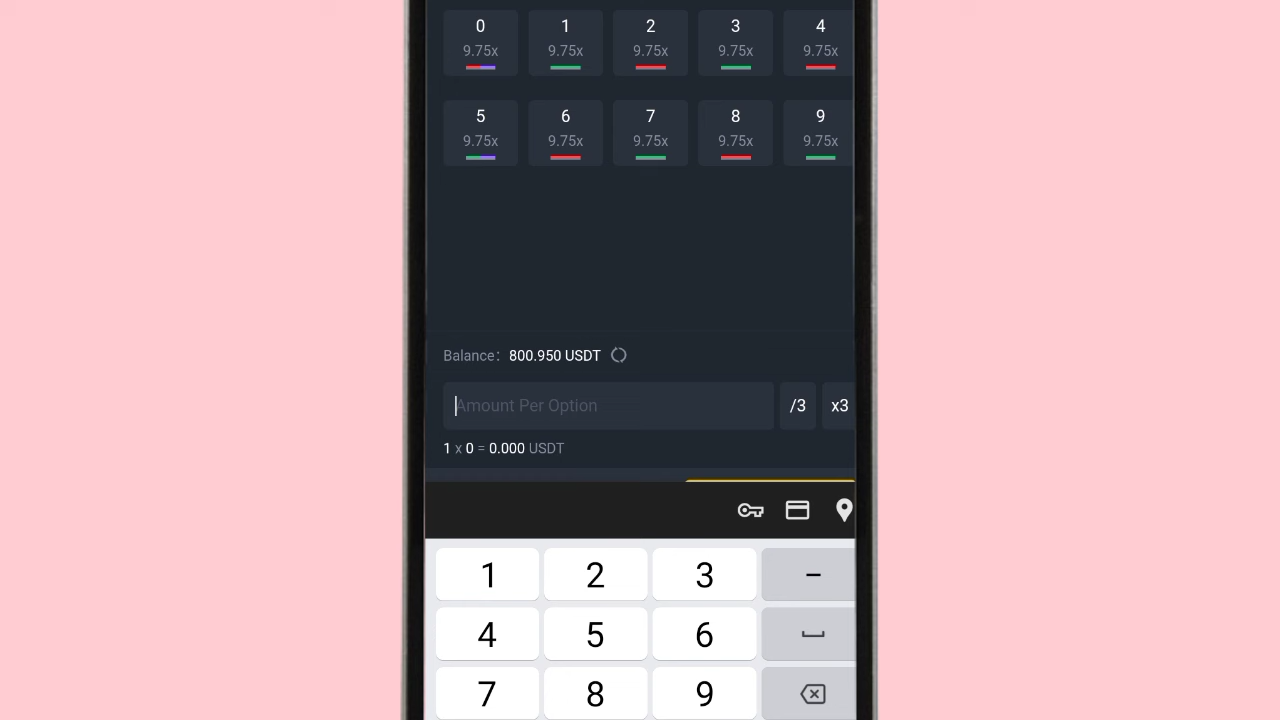 0 1 2 3 4
9.75x 9.75x 9.75x 9.75x 9.75x
5 6 7 8 9
9.75x 9.75x 9.75x 9.75x 9.75x
Balance: 800.950 USDT
Amount Per Option /3 x3
1 x 0 = 0.000 USDT
1 2 3 –
4 5 6
7 8 9